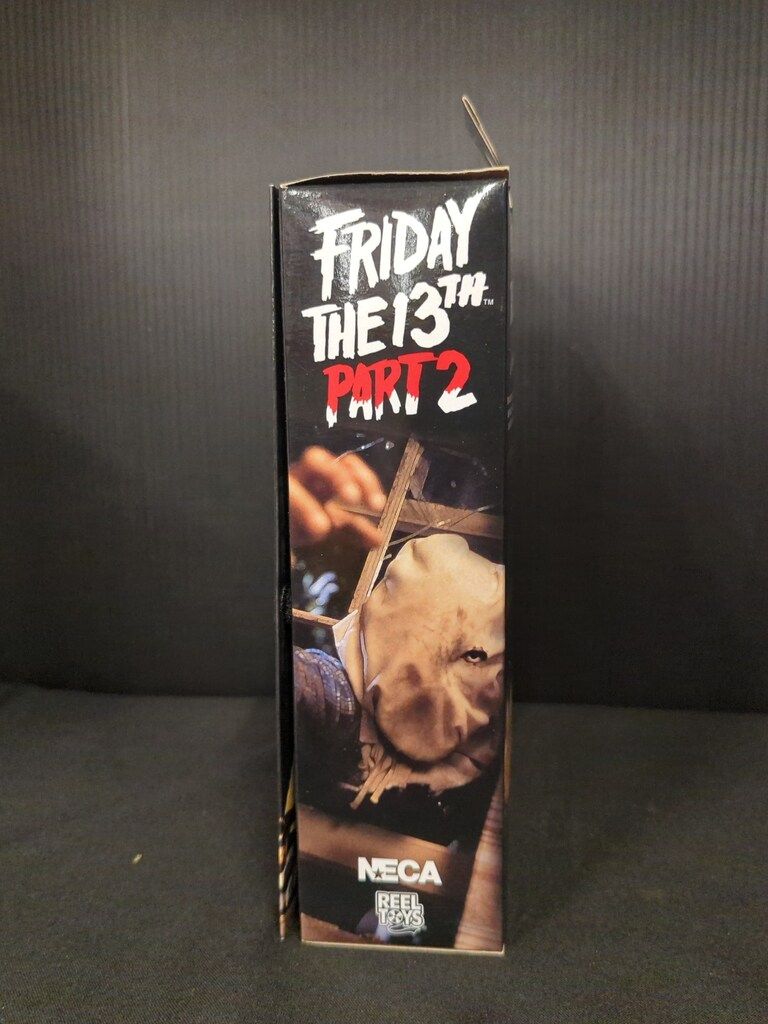 FRIDAY
THE 13TH™
PART 2
NECA
REEL
TOYS